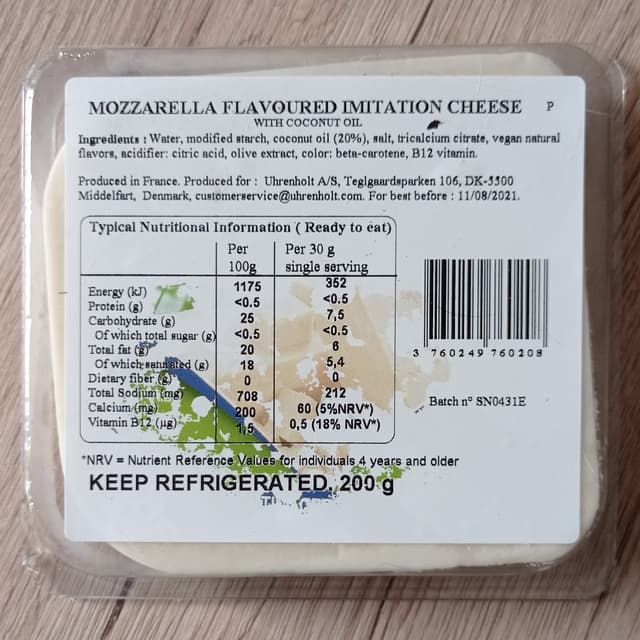 MOZZARELLA FLAVOURED IMITATION CHEESE P
WITH COCONUT OIL
Ingredients : Water, modified starch, coconut oil (20%), salt, tricalcium citrate, vegan natural
flavors, acidifier: citric acid, olive extract, color: beta-carotene, B12 vitamin.
Produced in France. Produced for : Uhrenholt A/S, Teglgaardsparken 106, DK-5500
Middelfart, Denmark, customerservice@uhrenholt.com. For best before : 11/08/2021.
Typical Nutritional Information ( Ready to eat)
Per 100g Per 30 g single serving
Energy (kJ) 1175 352
Protein (g) <0.5 <0.5
Carbohydrate (g) 25 7,5
Of which total sugar (g) <0.5 <0.5
Total fat (g) 20 6
Of which saturated (g) 18 5,4
Dietary fiber (g) 0 0
Total Sodium (mg) 708 212
Calcium (mg) 200 60 (5%NRV*)
Vitamin B12 (µg) 1,5 0,5 (18% NRV*)
3 760249 760208
Batch n° SN0431E
*NRV = Nutrient Reference Values for individuals 4 years and older
KEEP REFRIGERATED. 200 g